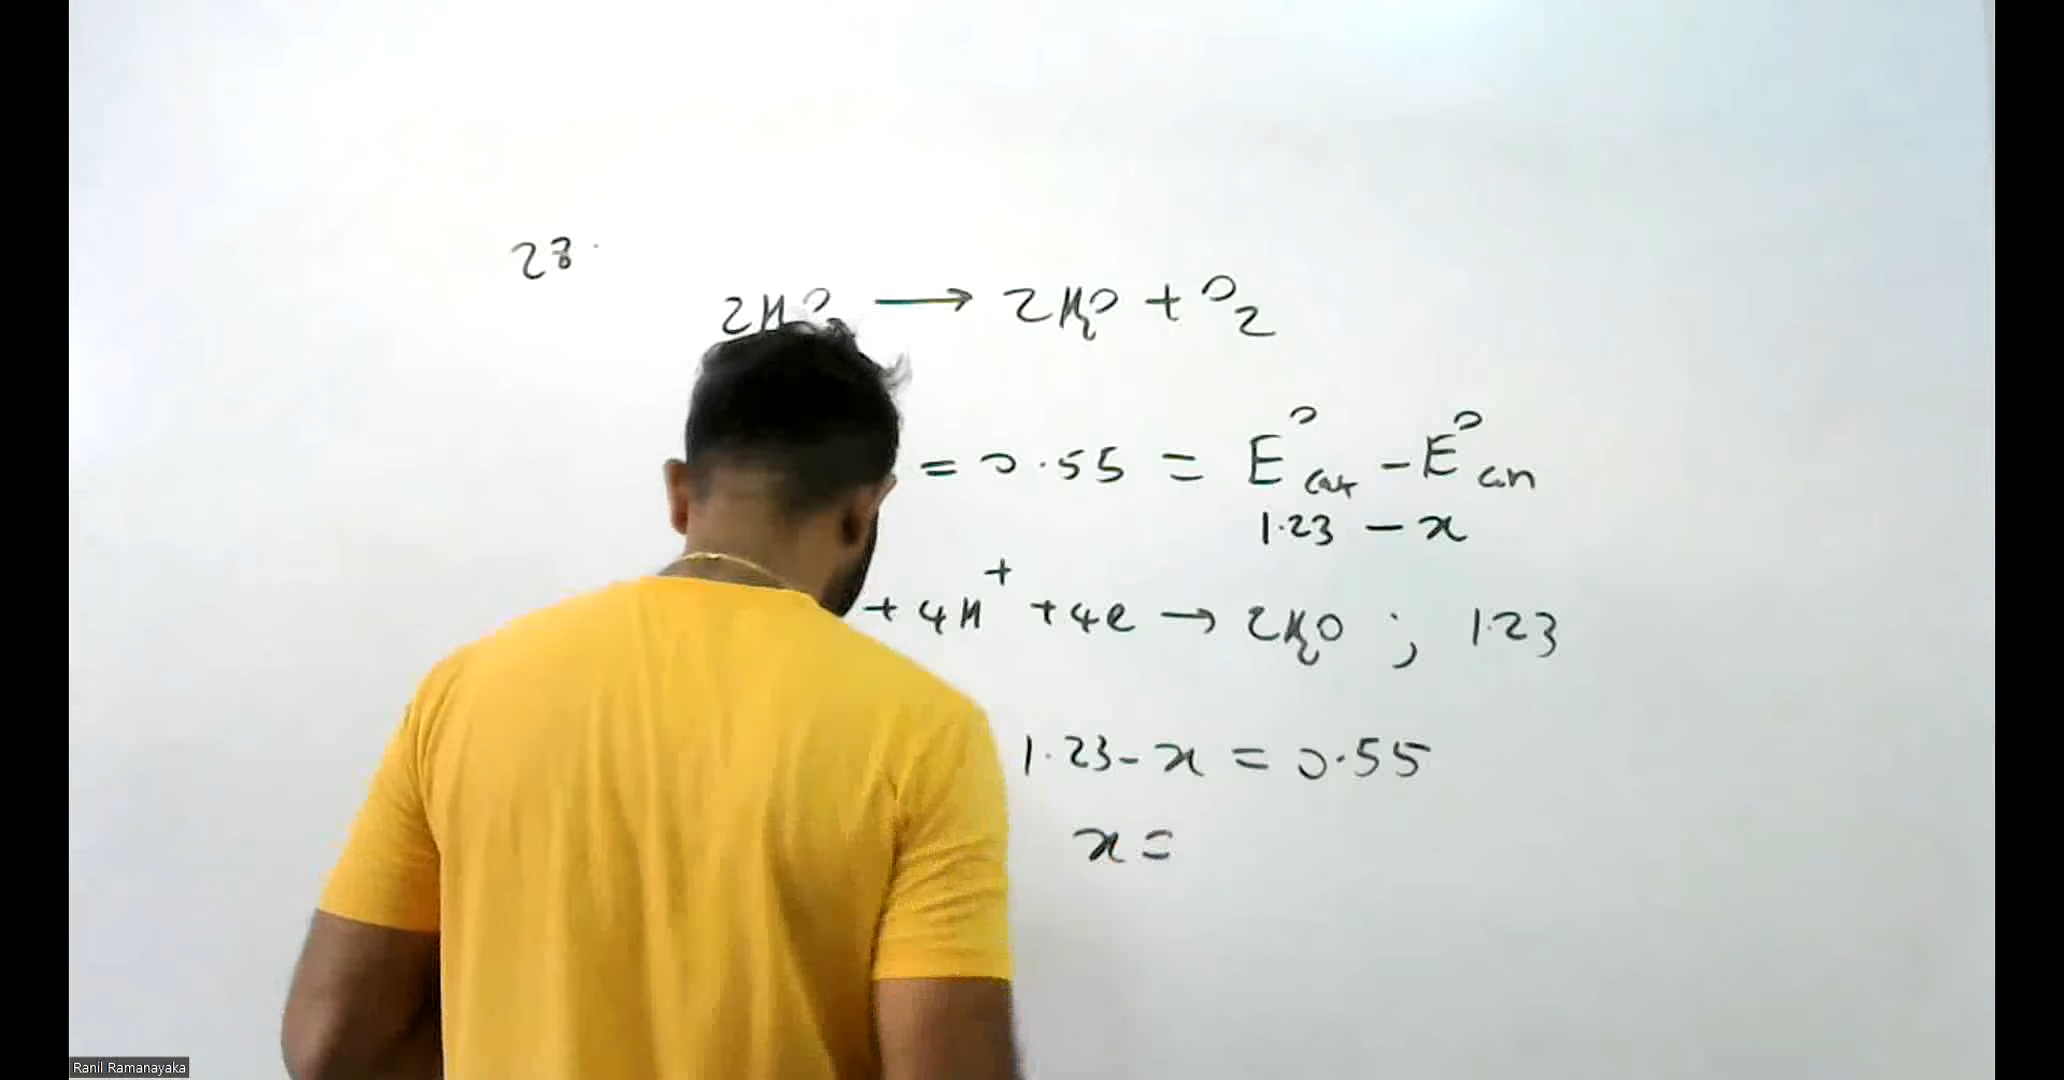 28.
2H₂O₂ → 2H₂O + O₂
= 0.55 = E°cat - E°an
1.23 - x
+ 4H⁺ + 4e → 2H₂O ; 1.23
1.23 - x = 0.55
x =
Ranil Ramanayaka